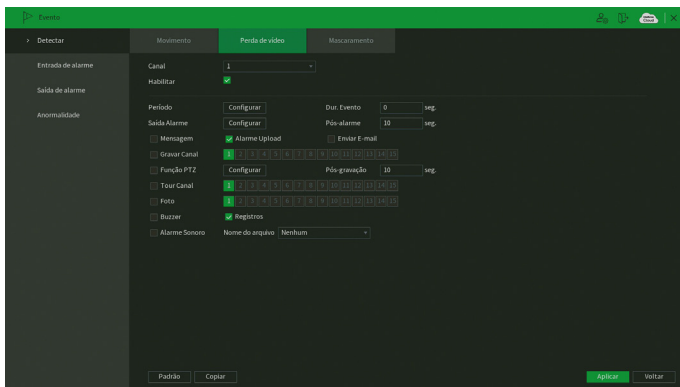 Evento
Detectar
Entrada de alarme
Saída de alarme
Anormalidade
Movimento Perda de vídeo Mascaramento
Canal 1
Habilitar
Período Configurar Dur. Evento 0 seg.
Saída Alarme Configurar Pós-alarme 10 seg.
Mensagem Alarme Upload Enviar E-mail
Gravar Canal 1 2 3 4 5 6 7 8 9 10 11 12 13 14 15
Função PTZ Configurar Pós-gravação 10 seg.
Tour Canal 1 2 3 4 5 6 7 8 9 10 11 12 13 14 15
Foto 1 2 3 4 5 6 7 8 9 10 11 12 13 14 15
Buzzer Registros
Alarme Sonoro Nome do arquivo Nenhum
Padrão Copiar Aplicar Voltar